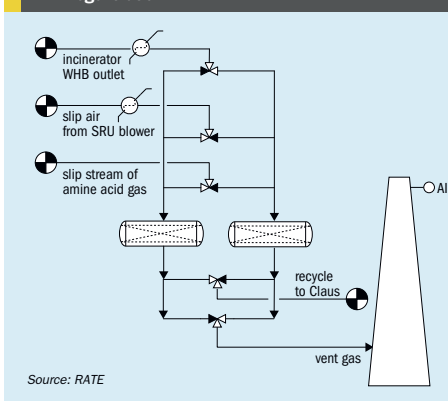 incinerator
WHB outlet
slip air
from SRU blower
slip stream of
amine acid gas
AI
recycle
to Claus
vent gas
Source: RATE